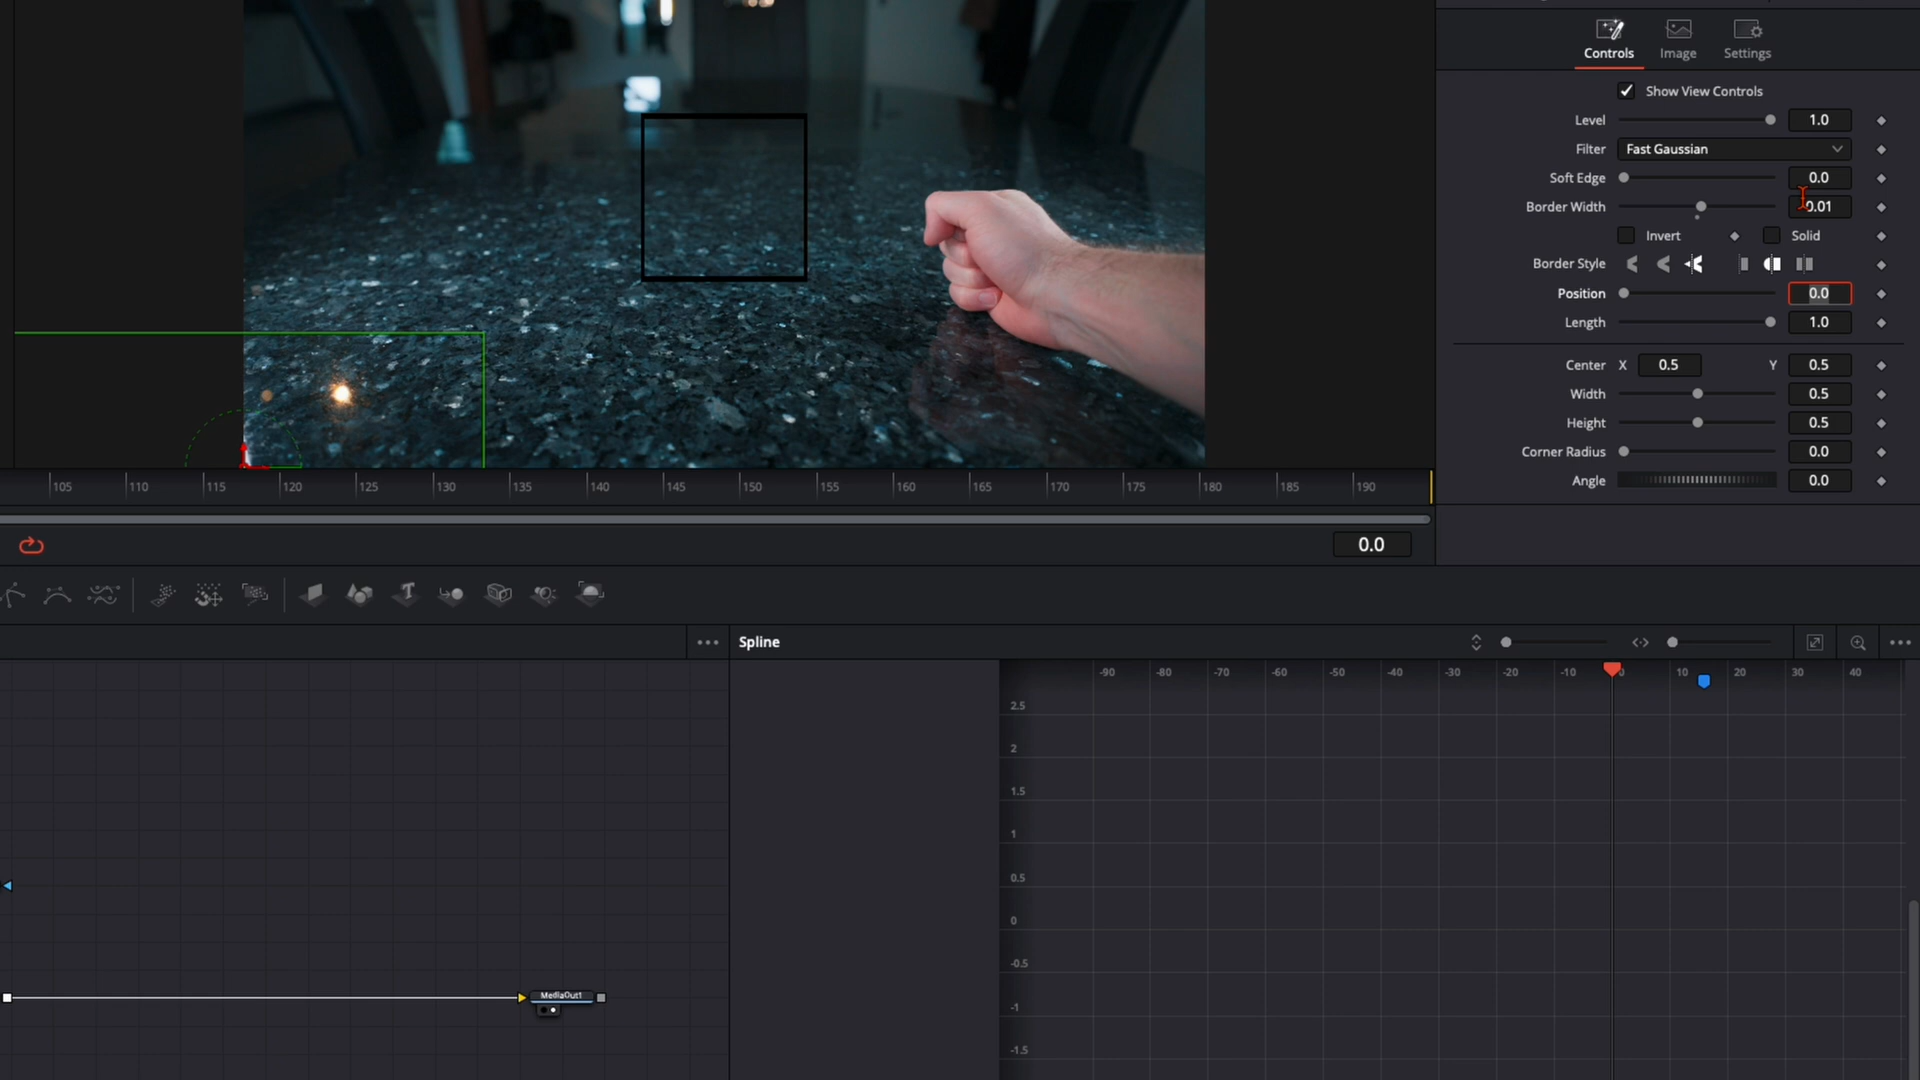 Controls Image Settings
Show View Controls
Level 1.0
Filter Fast Gaussian
Soft Edge 0.0
Border Width 0.01
Invert Solid
Border Style
Position 0.0
Length 1.0
Center X 0.5 Y 0.5
Width 0.5
Height 0.5
Corner Radius 0.0
Angle 0.0
105 110 115 120 125 130 135 140 145 150 155 160 165 170 175 180 185 190
0.0
T
Spline
-90 -80 -70 -60 -50 -40 -30 -20 -10 0 10 20 30 40
2.5
2
1.5
1
0.5
0
-0.5
-1
-1.5
MediaOut1